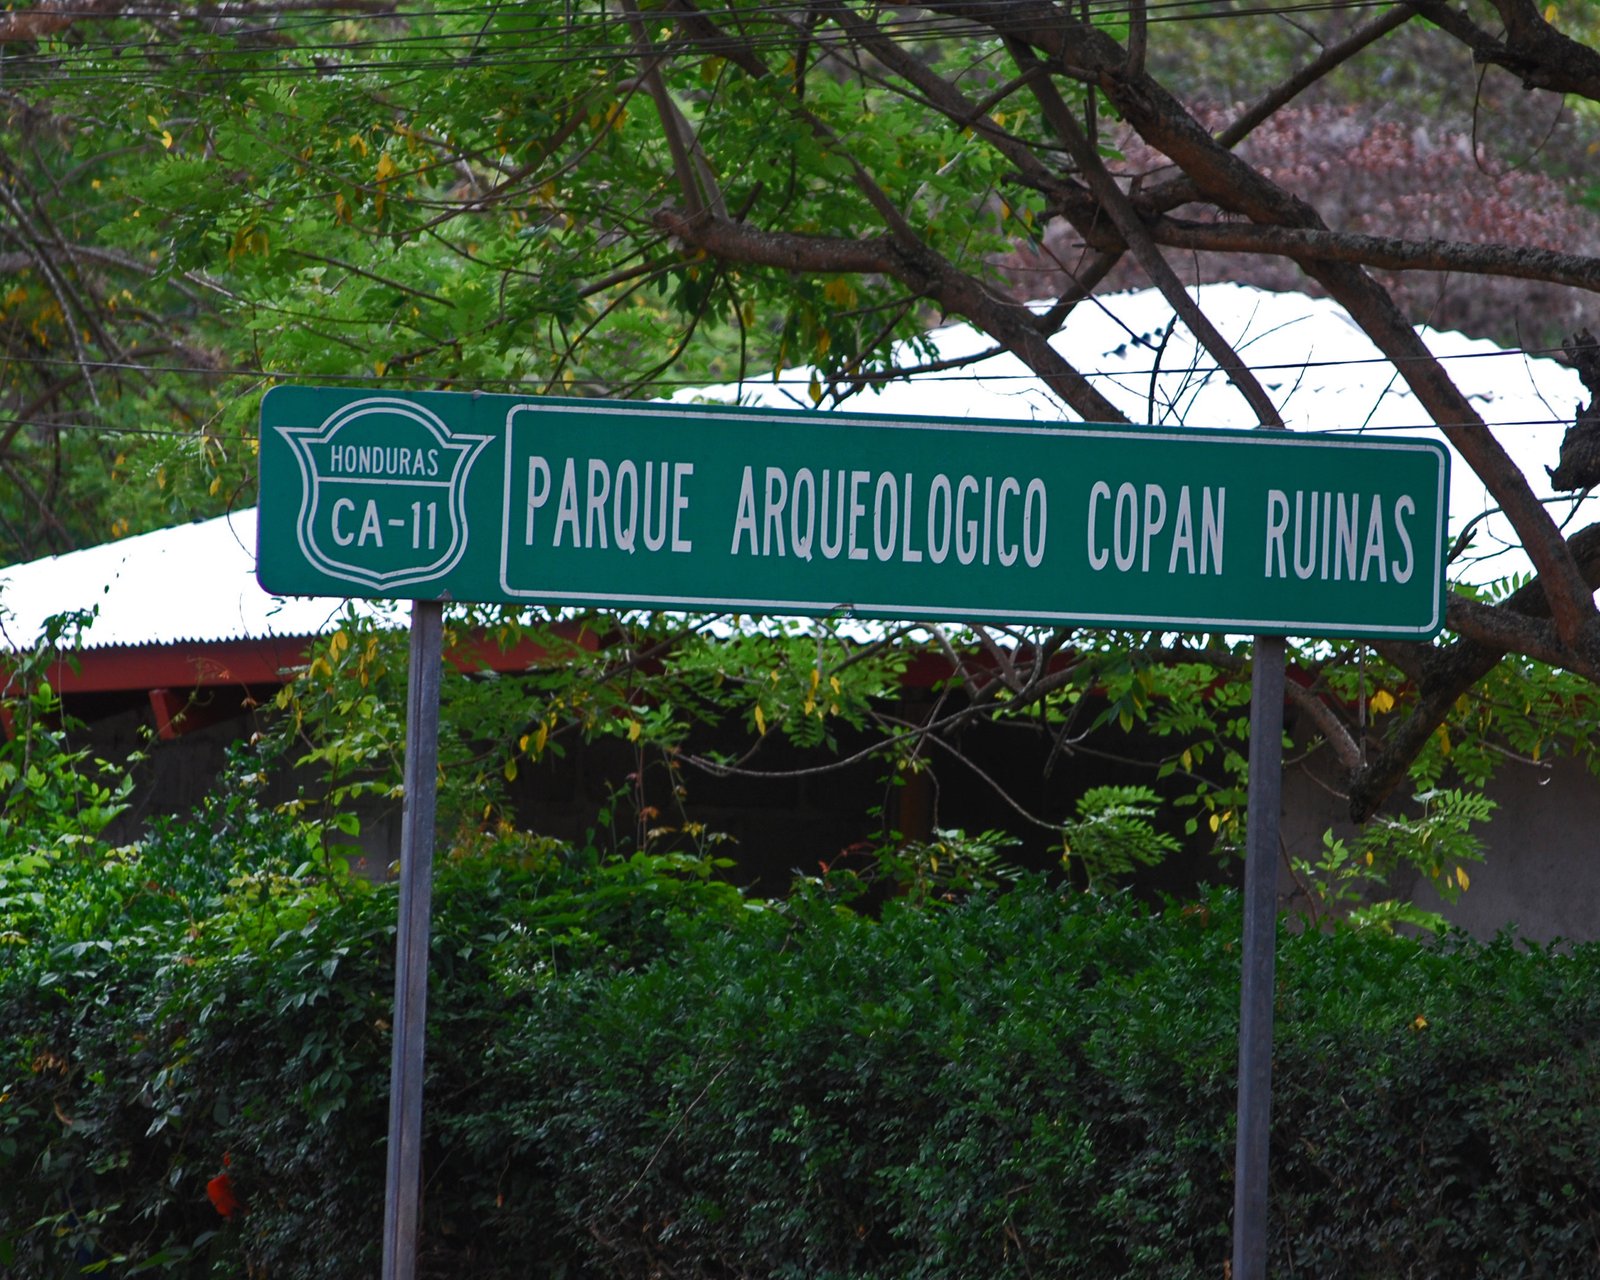 HONDURAS
CA-11
PARQUE ARQUEOLOGICO COPAN RUINAS